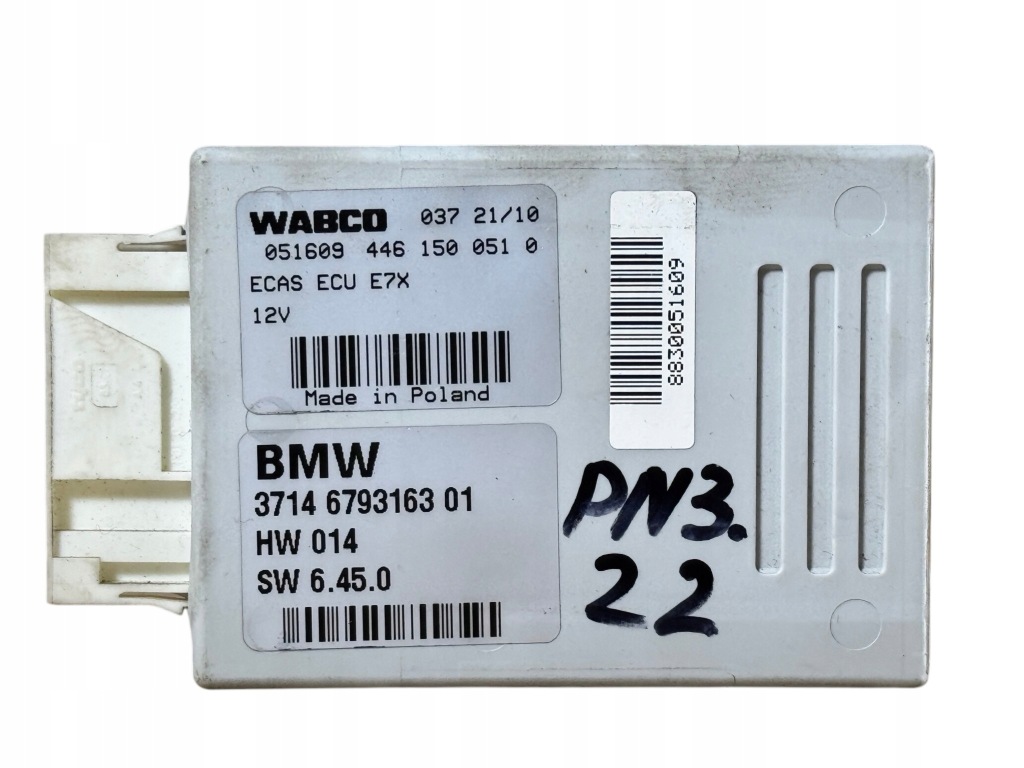 WABCO 037 21/10
051609 446 150 051 0
ECAS ECU E7X
12V
Made in Poland
BMW
3714 6793163 01
HW 014
SW 6.45.0
8830051609
PN3.
22